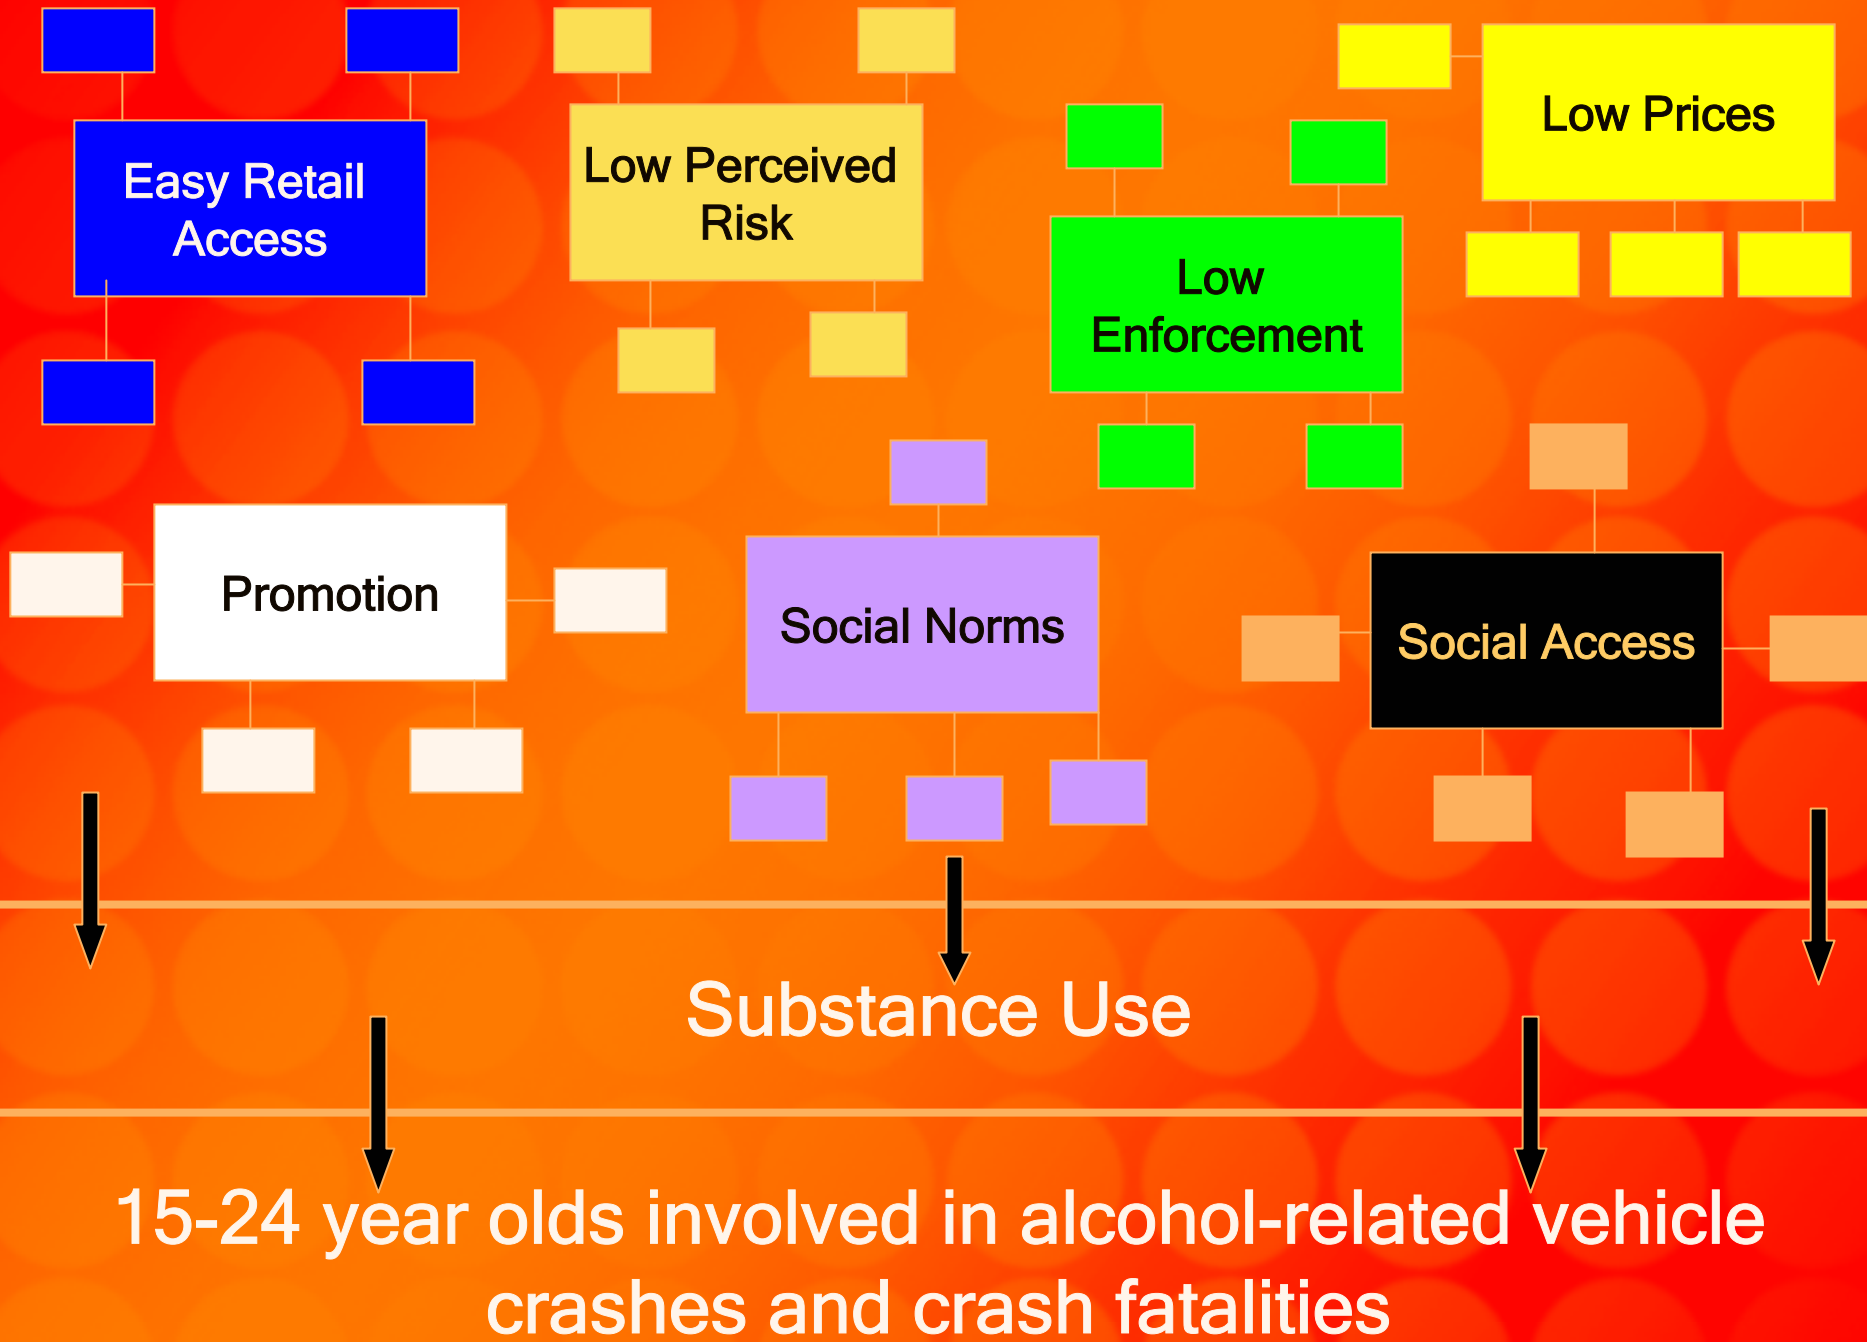 Easy Retail
Access
Low Perceived
Risk
Low
Enforcement
Low Prices
Promotion
Social Norms
Social Access
Substance Use
15-24 year olds involved in alcohol-related vehicle
crashes and crash fatalities